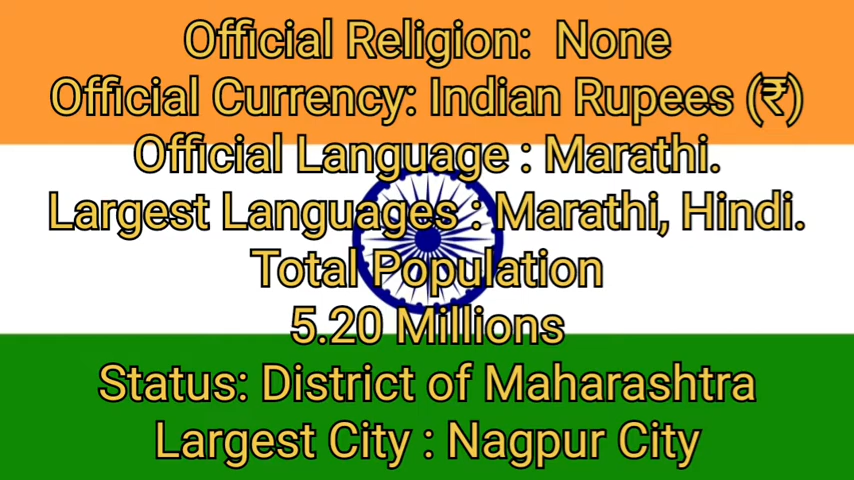 Official Religion: None
Official Currency: Indian Rupees (₹)
Official Language : Marathi.
Largest Languages : Marathi, Hindi.
Total Population
5.20 Millions
Status: District of Maharashtra
Largest City : Nagpur City